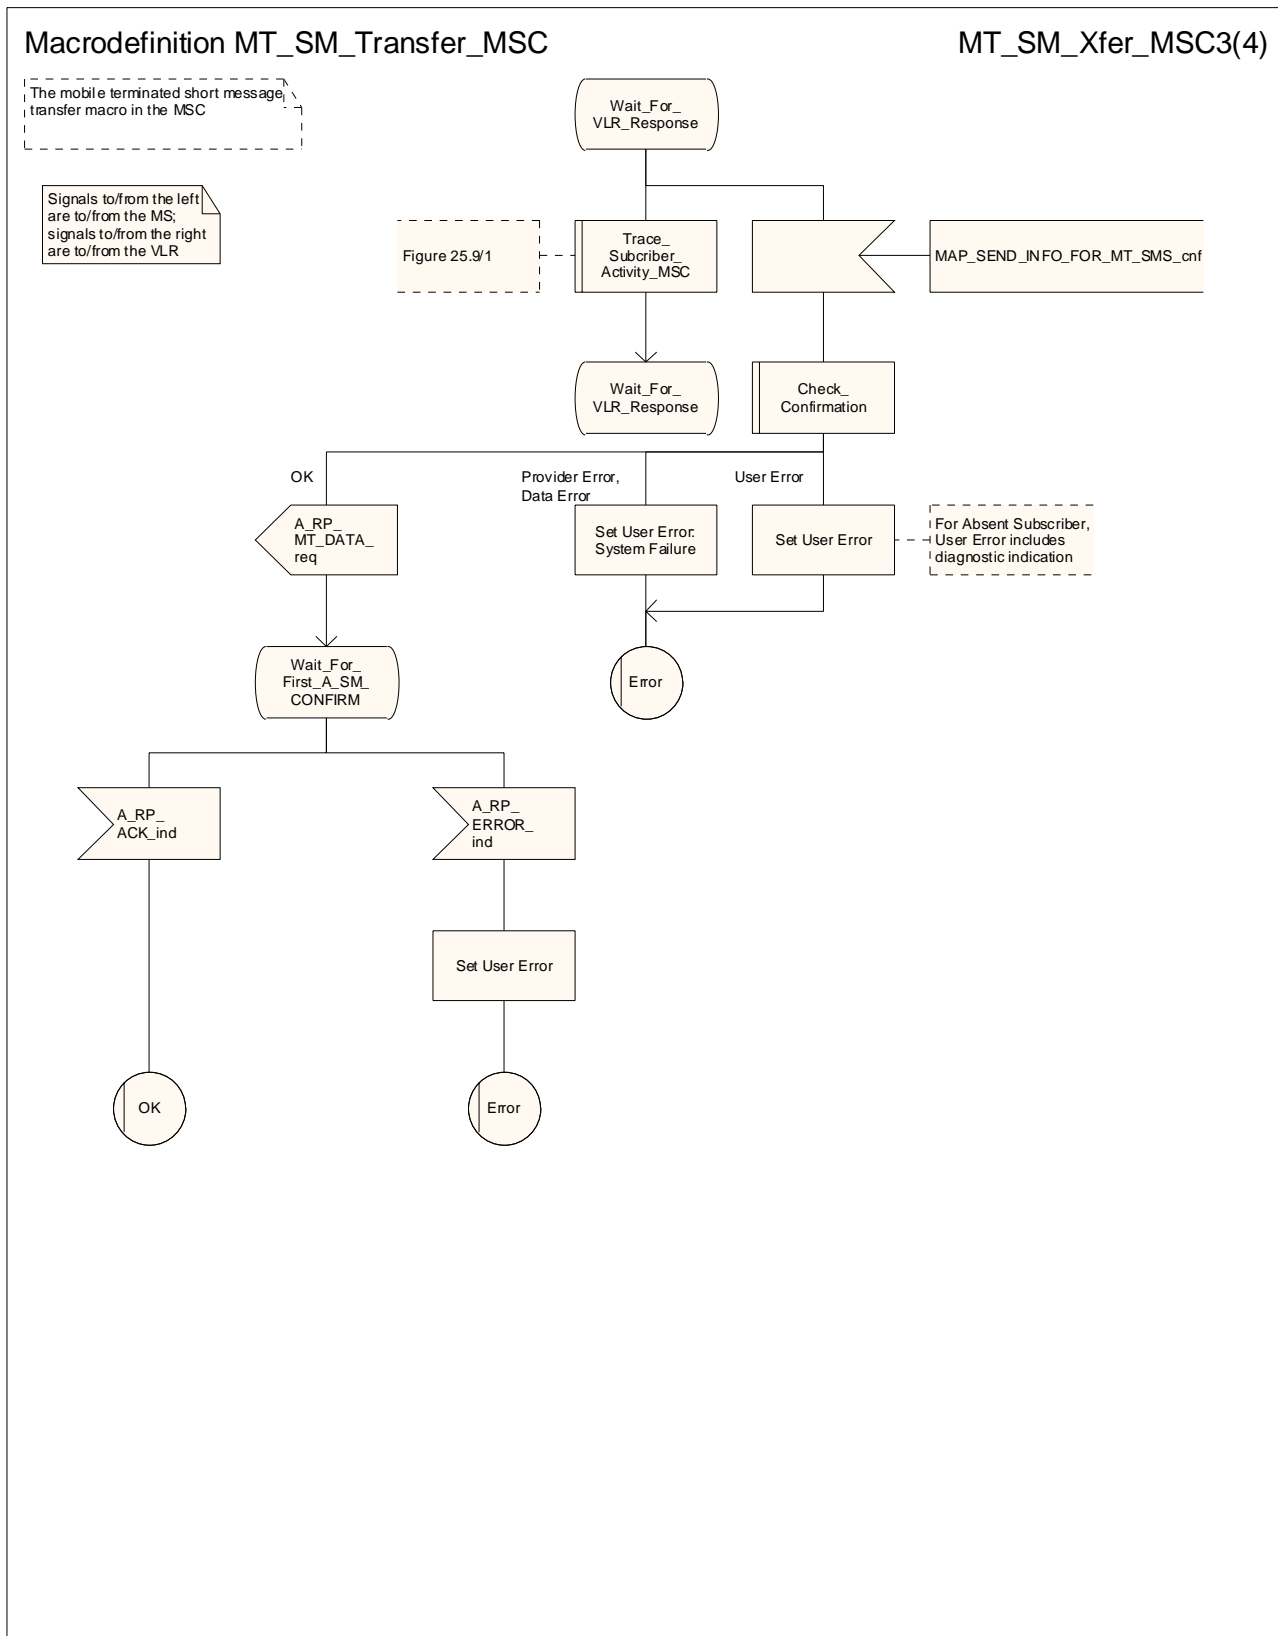 Macrodefinition MT_SM_Transfer_MSC
MT_SM_Xfer_MSC3(4)
The mobile terminated short message
transfer macro in the MSC
Wait_For_
VLR_Response
Signals to/from the left
are to/from the MS;
signals to/from the right
are to/from the VLR
Figure 25.9/1
Trace_
Subcriber_
Activity_MSC
MAP_SEND_INFO_FOR_MT_SMS_cnf
Wait_For_
VLR_Response
Check_
Confirmation
OK
Provider Error,
Data Error
User Error
A_RP_
MT_DATA_
req
Set User Error:
System Failure
Set User Error
For Absent Subscriber,
User Error includes
diagnostic indication
Wait_For_
First_A_SM_
CONFIRM
Error
A_RP_
ACK_ind
A_RP_
ERROR_
ind
Set User Error
OK
Error